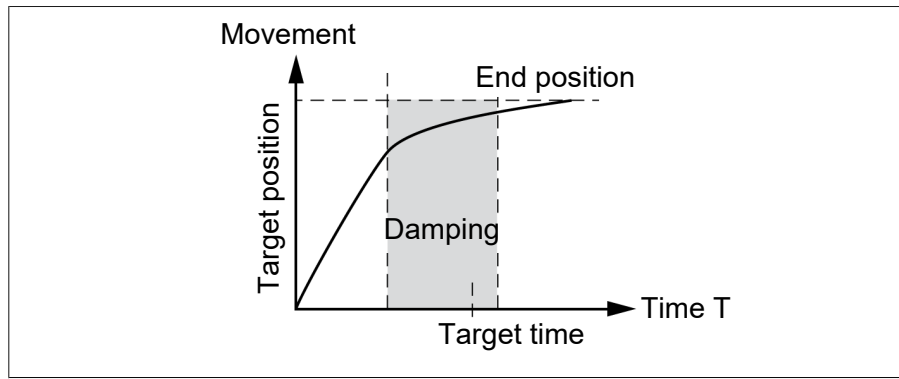 Movement
End position
Target position
Damping
Time T
Target time